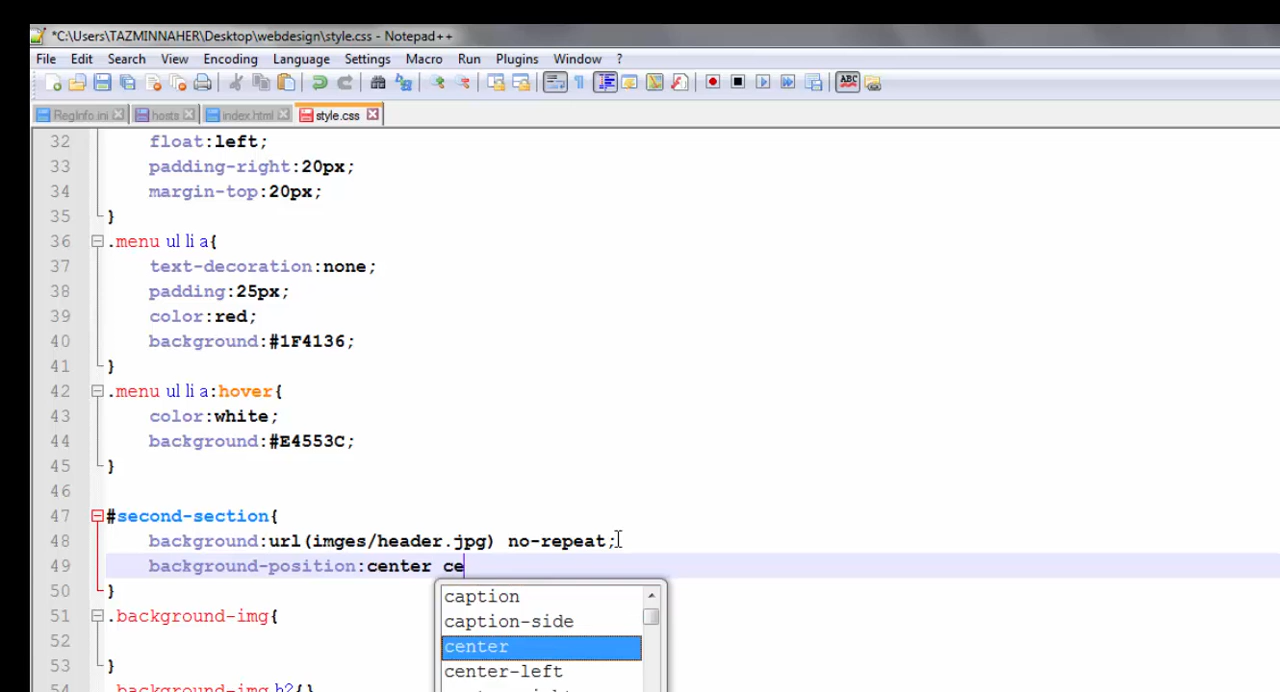 *C:\Users\TAZMINNAHER\Desktop\webdesign\style.css - Notepad++
File Edit Search View Encoding Language Settings Macro Run Plugins Window ?
ABC
RegInfo.ini hosts index.html style.css
32 float:left;
33 padding-right:20px;
34 margin-top:20px;
35 }
36 .menu ul li a{
37 text-decoration:none;
38 padding:25px;
39 color:red;
40 background:#1F4136;
41 }
42 .menu ul li a:hover{
43 color:white;
44 background:#E4553C;
45 }
46
47 #second-section{
48 background:url(imges/header.jpg) no-repeat;
49 background-position:center ce
50 }
caption
51 .background-img{
caption-side
52
center
53 }
center-left
54 .background-img h2{}